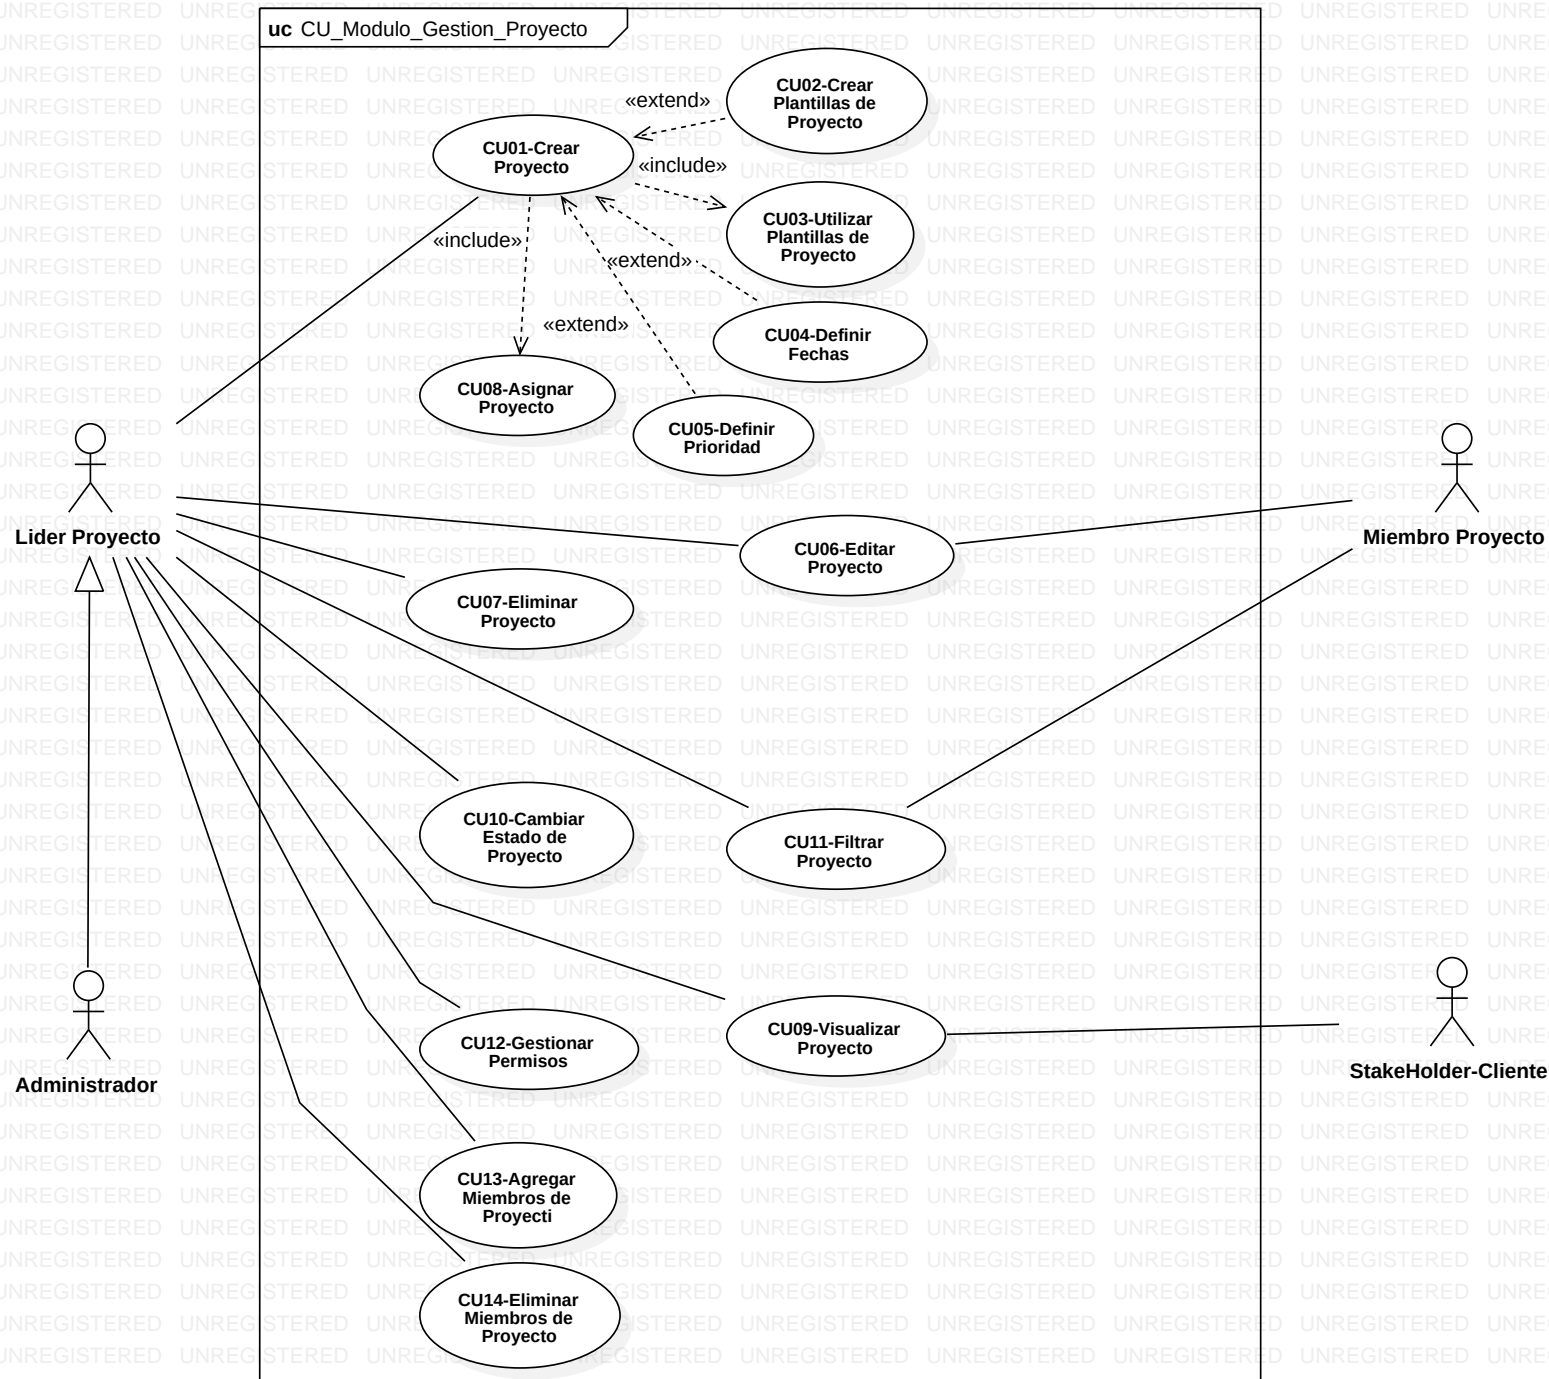 uc CU_Modulo_Gestion_Proyecto
CU02-Crear
Plantillas de
Proyecto
«extend»
CU01-Crear
Proyecto
«include»
CU03-Utilizar
Plantillas de
Proyecto
«include»
«extend»
CU04-Definir
Fechas
«extend»
CU08-Asignar
Proyecto
CU05-Definir
Prioridad
Lider Proyecto
Miembro Proyecto
CU06-Editar
Proyecto
CU07-Eliminar
Proyecto
CU10-Cambiar
Estado de
Proyecto
CU11-Filtrar
Proyecto
CU12-Gestionar
Permisos
CU09-Visualizar
Proyecto
Administrador
StakeHolder-Cliente
CU13-Agregar
Miembros de
Proyecti
CU14-Eliminar
Miembros de
Proyecto
UNREGISTERED